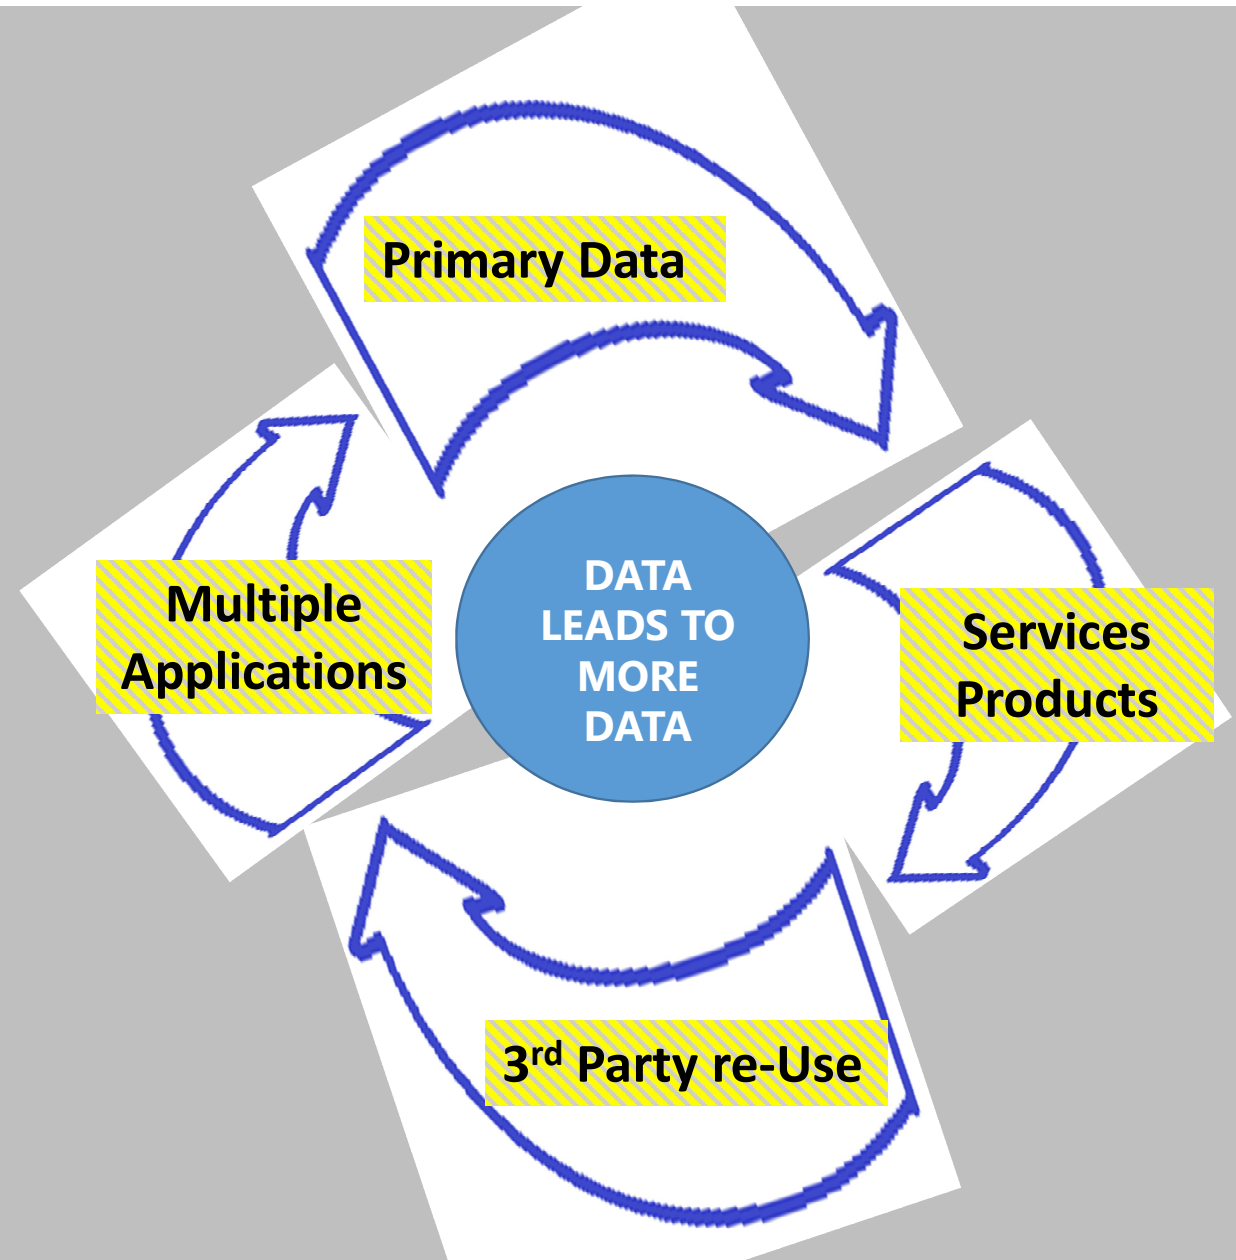 Primary Data
Multiple
Applications
DATA
LEADS TO
MORE
DATA
Services
Products
3rd Party re-Use